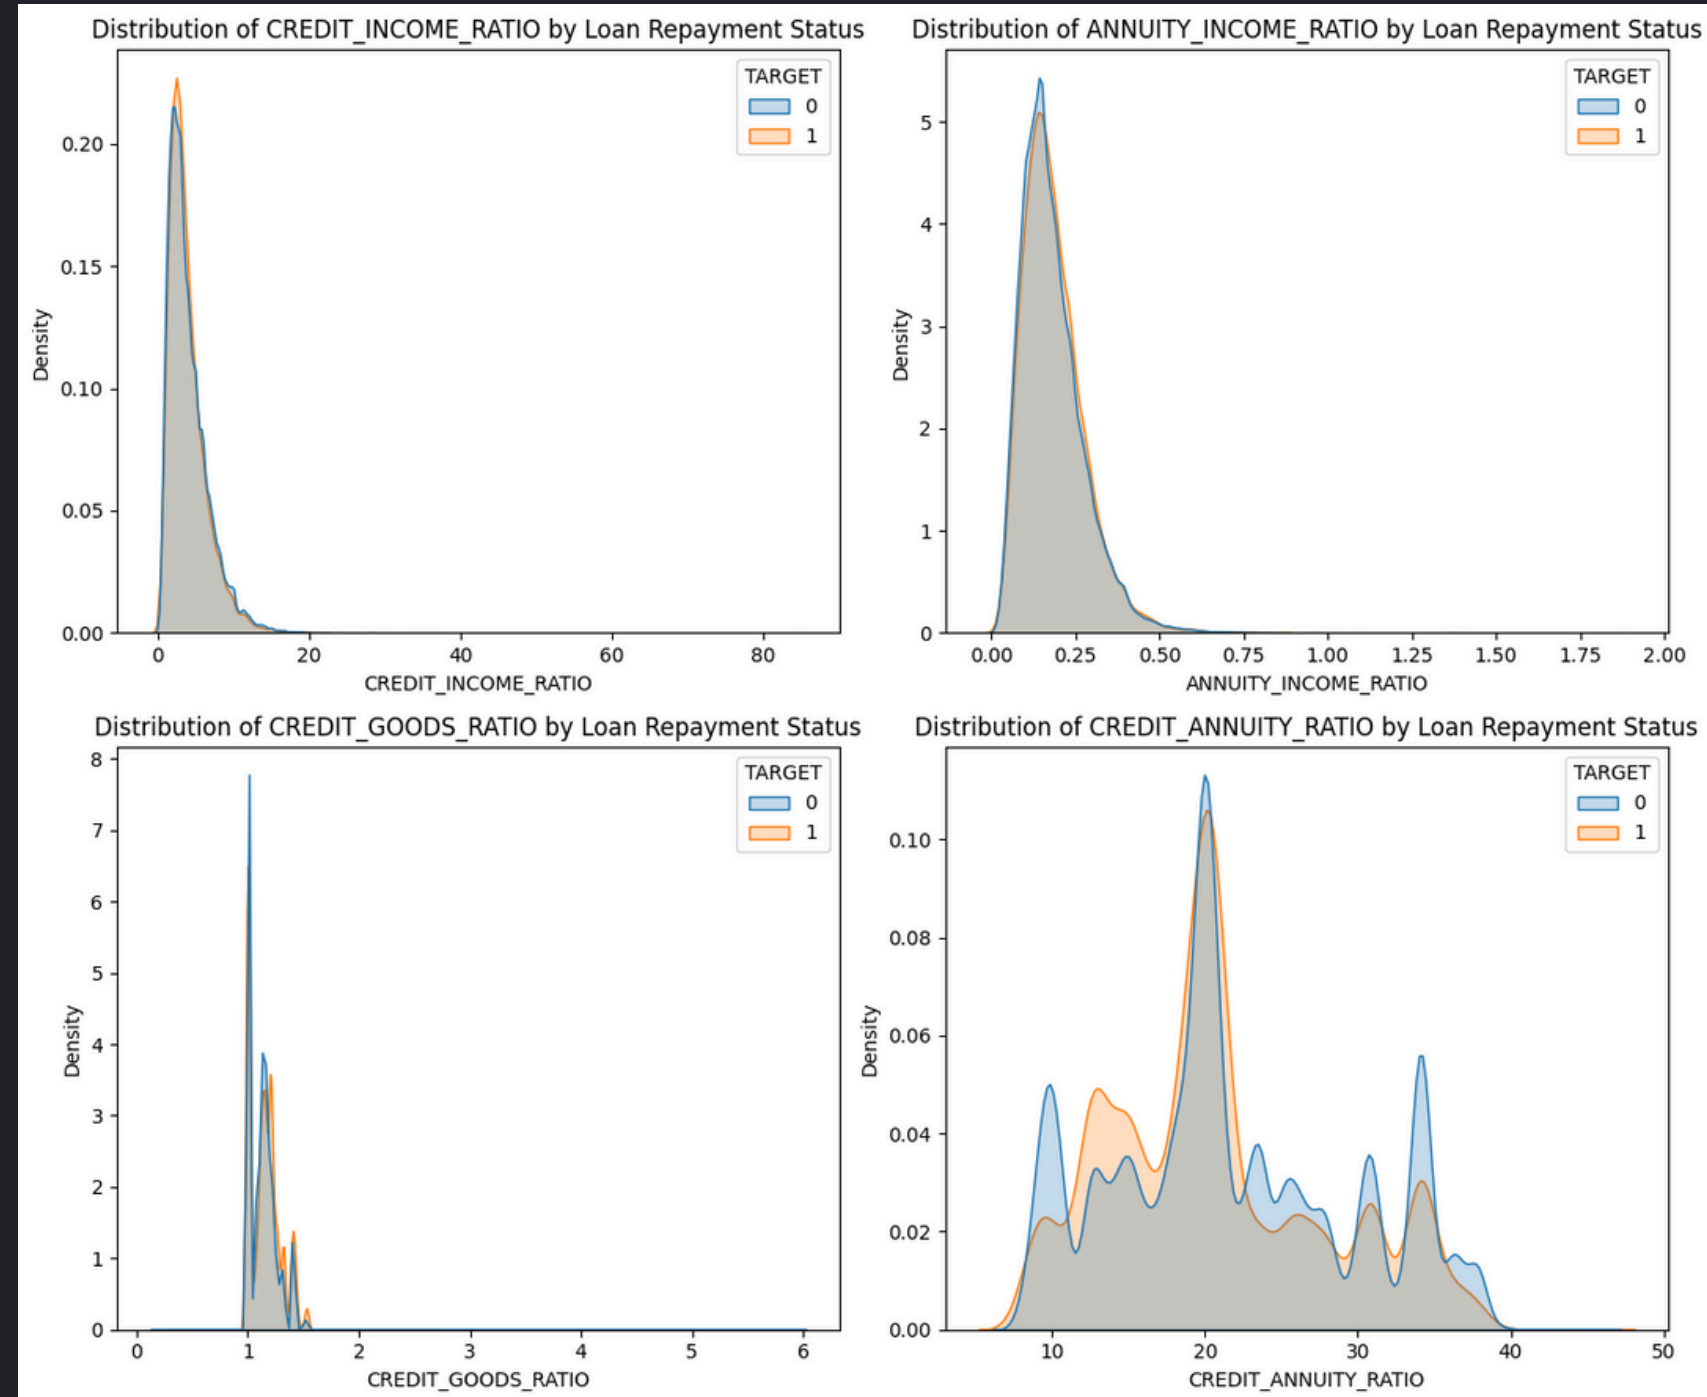 Distribution of CREDIT_INCOME_RATIO by Loan Repayment Status
TARGET
0
1
0.20
0.15
0.10
0.05
0.00
Density
0 20 40 60 80
CREDIT_INCOME_RATIO
Distribution of ANNUITY_INCOME_RATIO by Loan Repayment Status
TARGET
0
1
5
4
3
2
1
0
Density
0.00 0.25 0.50 0.75 1.00 1.25 1.50 1.75 2.00
ANNUITY_INCOME_RATIO
Distribution of CREDIT_GOODS_RATIO by Loan Repayment Status
TARGET
0
1
8
7
6
5
4
3
2
1
0
Density
0 1 2 3 4 5 6
CREDIT_GOODS_RATIO
Distribution of CREDIT_ANNUITY_RATIO by Loan Repayment Status
TARGET
0
1
0.10
0.08
0.06
0.04
0.02
0.00
Density
10 20 30 40 50
CREDIT_ANNUITY_RATIO